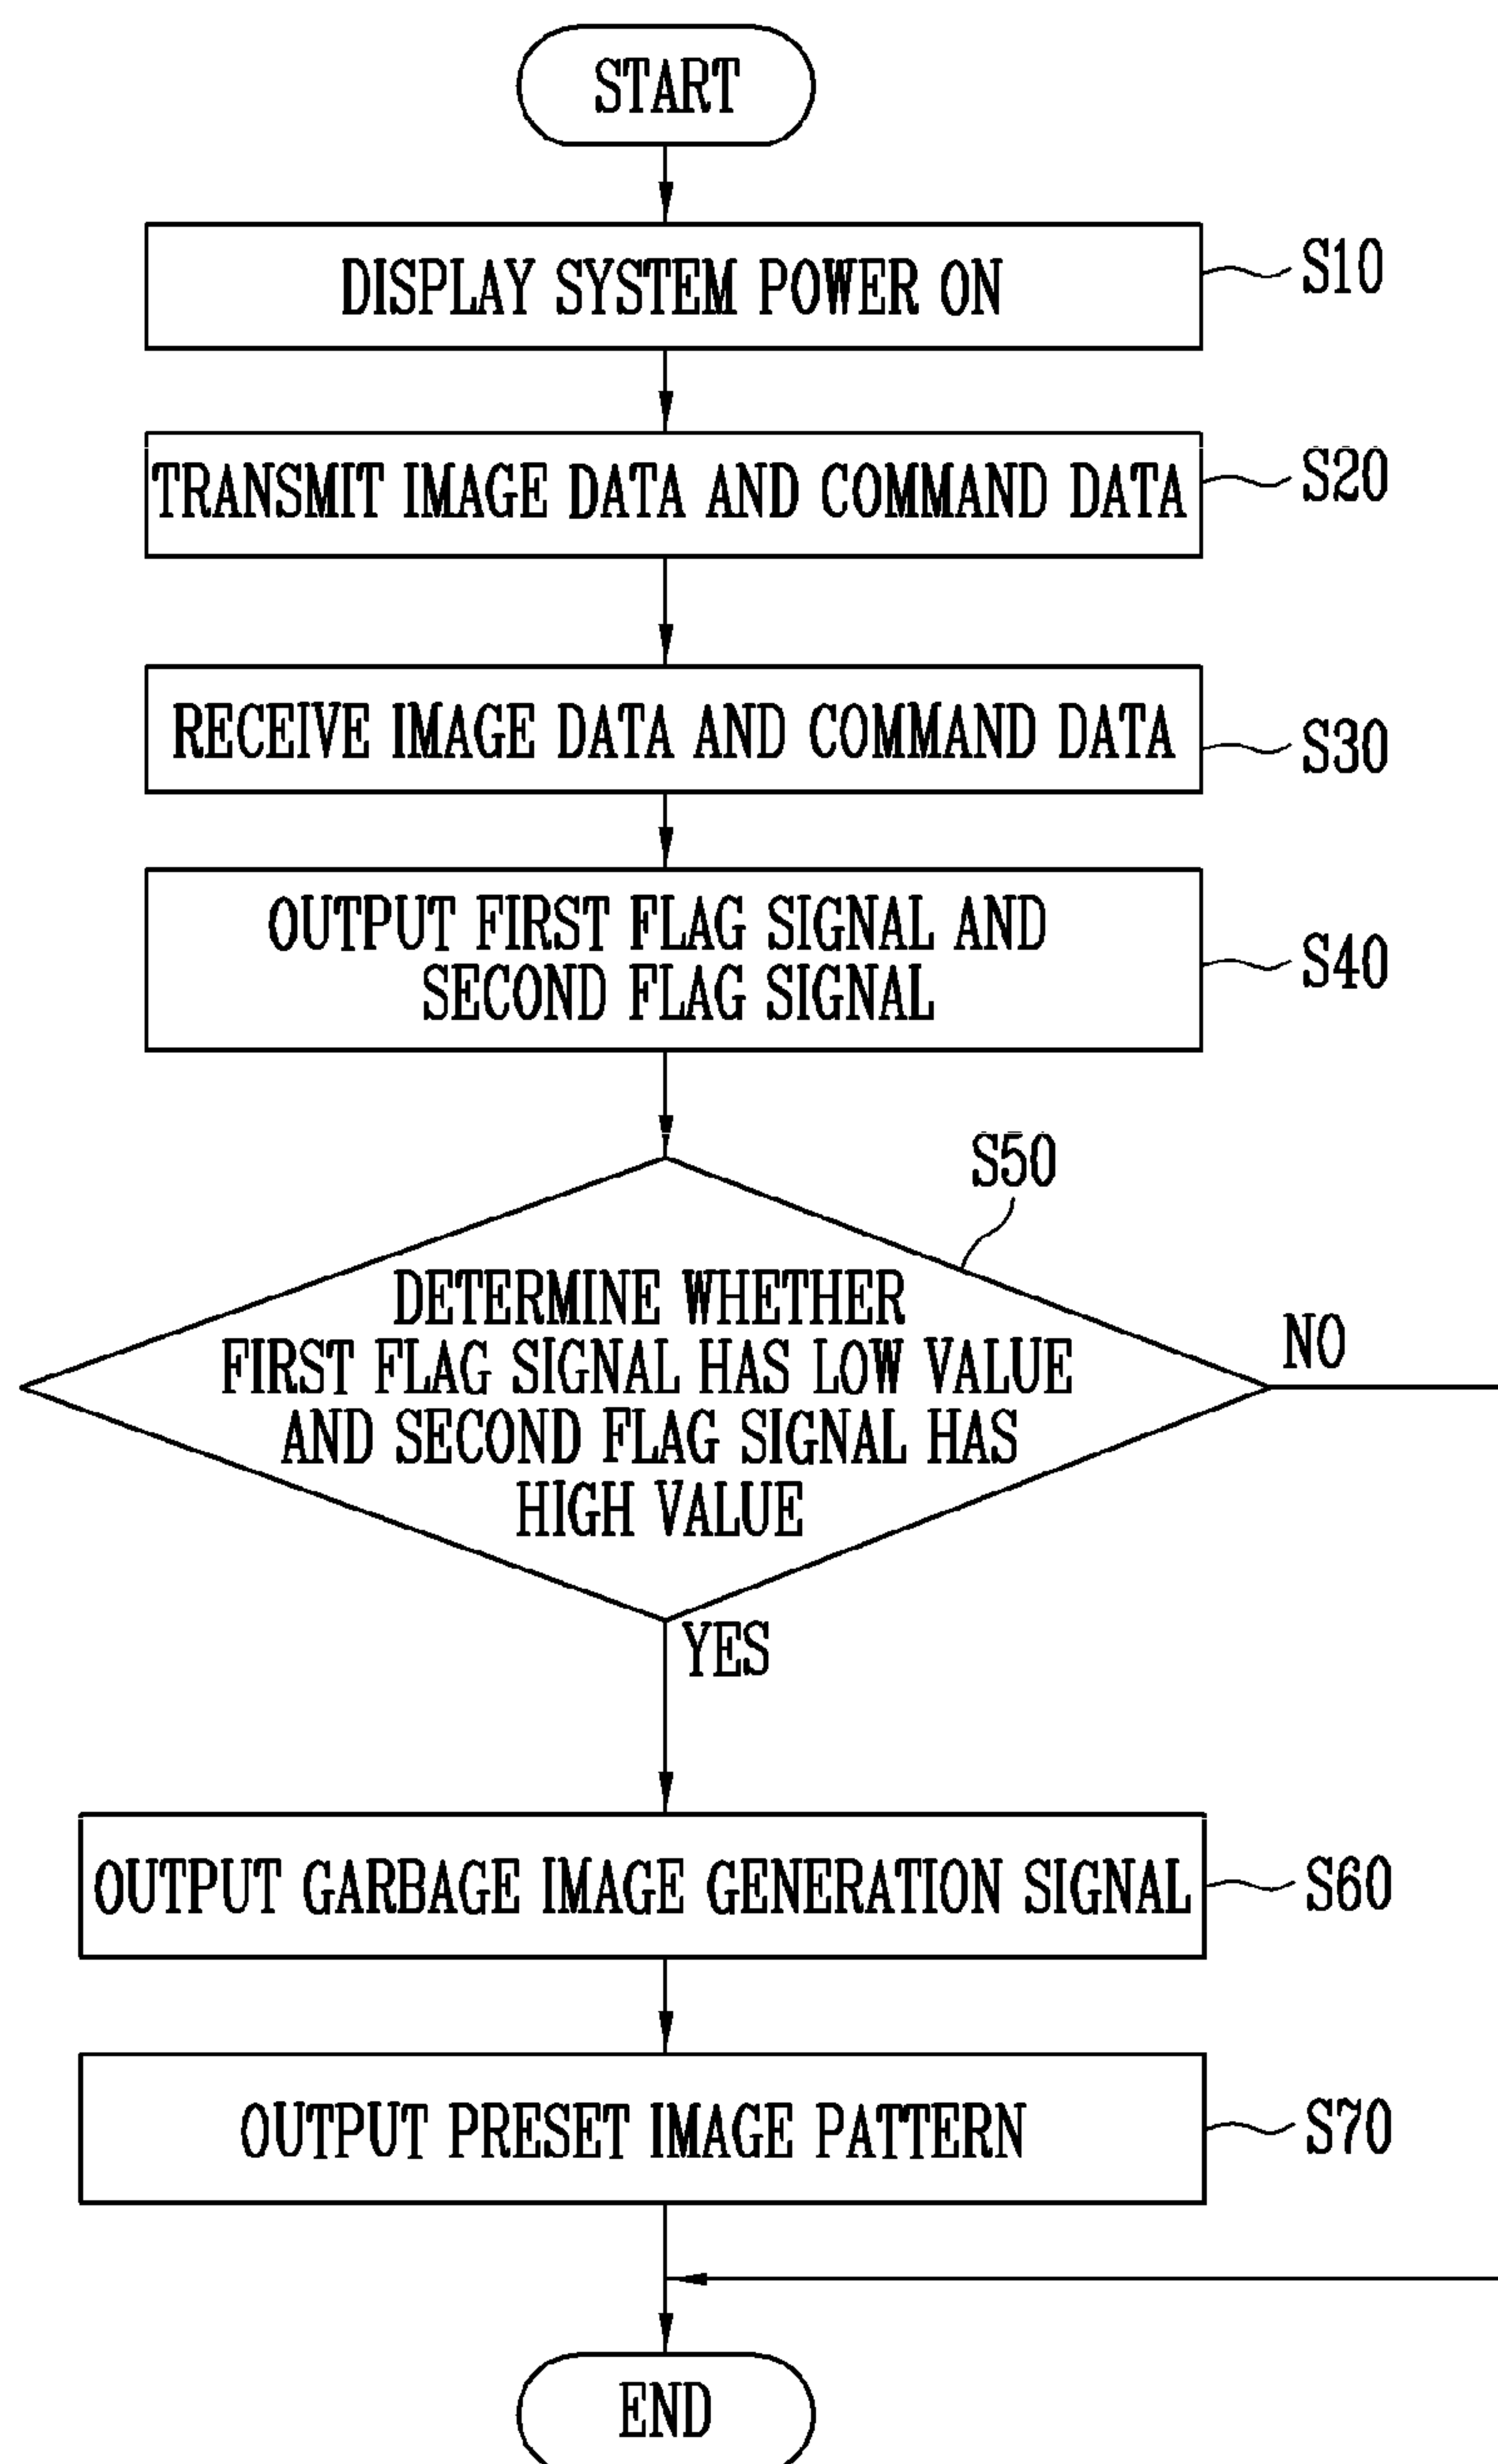 START
DISPLAY SYSTEM POWER ON
S10
TRANSMIT IMAGE DATA AND COMMAND DATA
S20
RECEIVE IMAGE DATA AND COMMAND DATA
S30
OUTPUT FIRST FLAG SIGNAL AND
SECOND FLAG SIGNAL
S40
S50
DETERMINE WHETHER
FIRST FLAG SIGNAL HAS LOW VALUE
AND SECOND FLAG SIGNAL HAS
HIGH VALUE
NO
YES
OUTPUT GARBAGE IMAGE GENERATION SIGNAL
S60
OUTPUT PRESET IMAGE PATTERN
S70
END